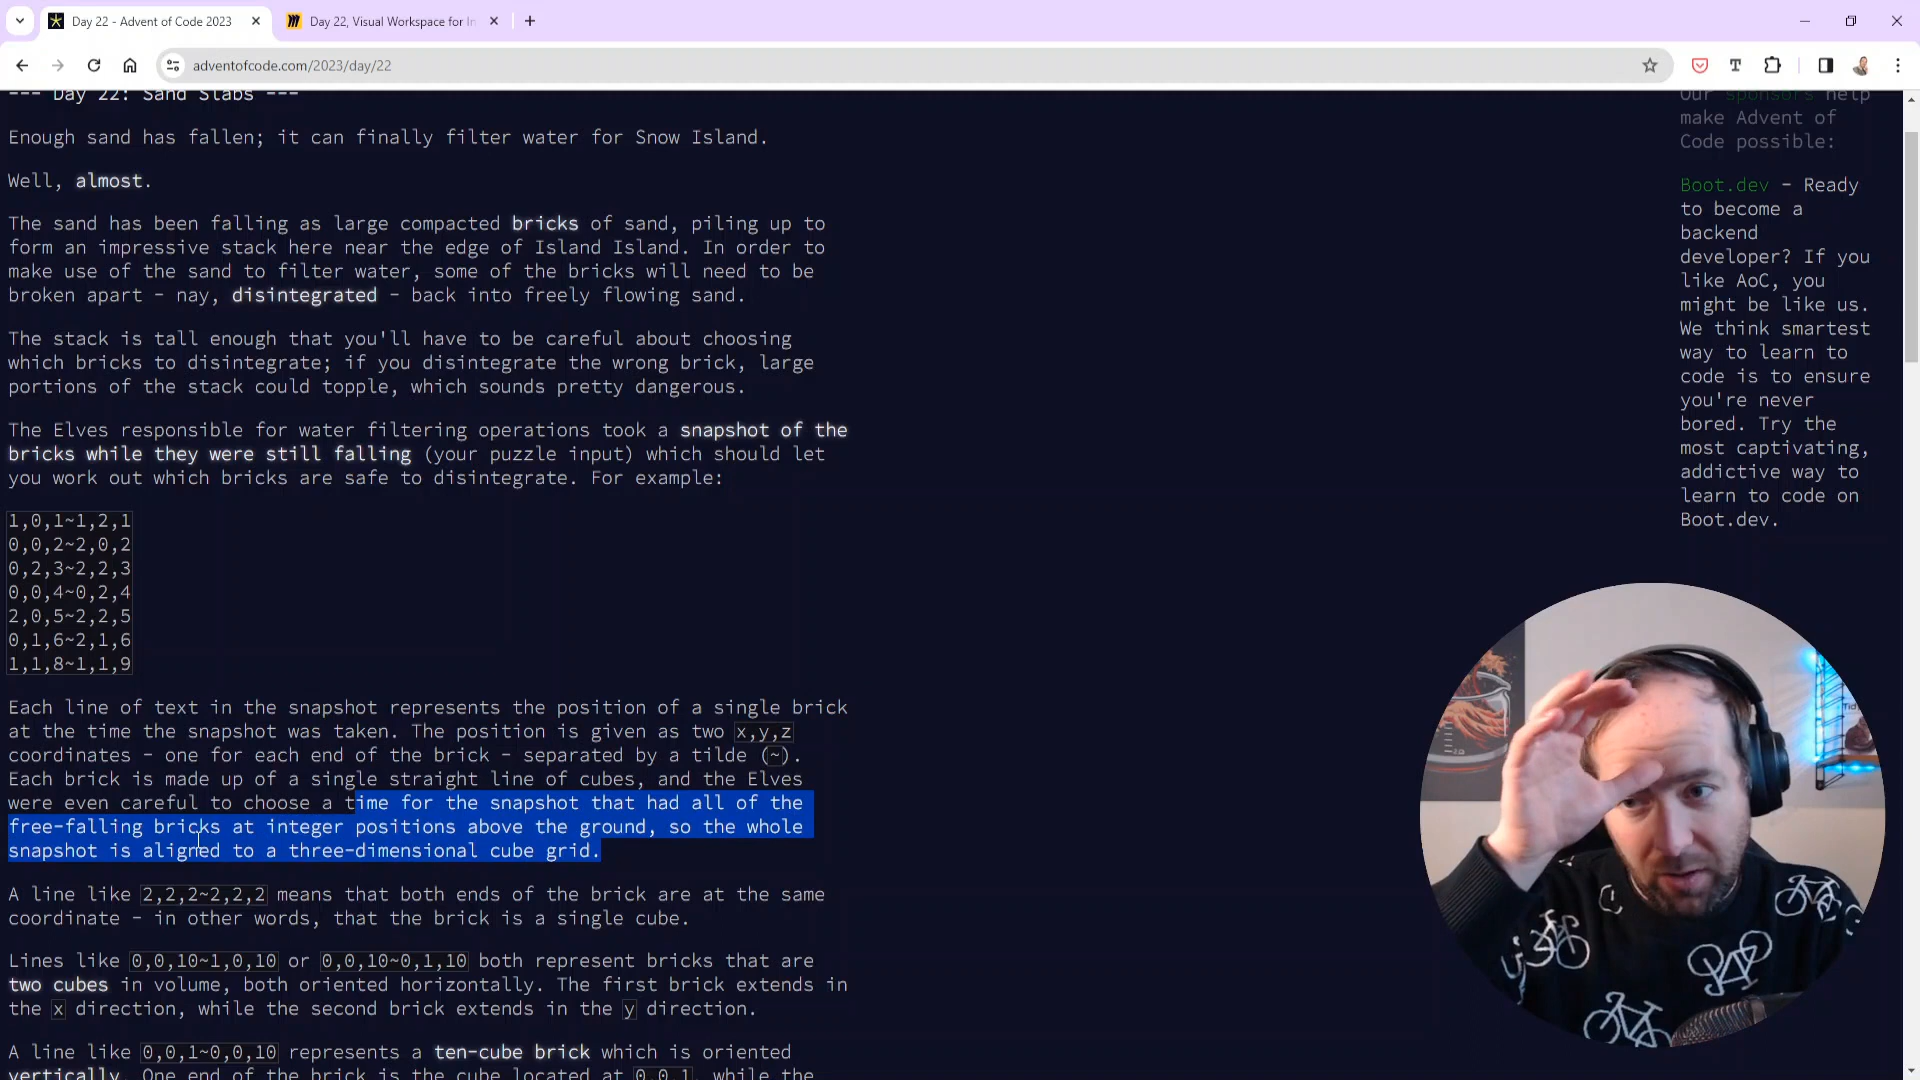 Day 22 - Advent of Code 2023
Day 22, Visual Workspace for In
adventofcode.com/2023/day/22
--- Day 22: Sand Slabs ---
Enough sand has fallen; it can finally filter water for Snow Island.
Well, almost.
The sand has been falling as large compacted bricks of sand, piling up to
form an impressive stack here near the edge of Island Island. In order to
make use of the sand to filter water, some of the bricks will need to be
broken apart - nay, disintegrated - back into freely flowing sand.
The stack is tall enough that you'll have to be careful about choosing
which bricks to disintegrate; if you disintegrate the wrong brick, large
portions of the stack could topple, which sounds pretty dangerous.
The Elves responsible for water filtering operations took a snapshot of the
bricks while they were still falling (your puzzle input) which should let
you work out which bricks are safe to disintegrate. For example:
1,0,1~1,2,1
0,0,2~2,0,2
0,2,3~2,2,3
0,0,4~0,2,4
2,0,5~2,2,5
0,1,6~2,1,6
1,1,8~1,1,9
Each line of text in the snapshot represents the position of a single brick
at the time the snapshot was taken. The position is given as two x,y,z
coordinates - one for each end of the brick - separated by a tilde (~).
Each brick is made up of a single straight line of cubes, and the Elves
were even careful to choose a time for the snapshot that had all of the
free-falling bricks at integer positions above the ground, so the whole
snapshot is aligned to a three-dimensional cube grid.
A line like 2,2,2~2,2,2 means that both ends of the brick are at the same
coordinate - in other words, that the brick is a single cube.
Lines like 0,0,10~1,0,10 or 0,0,10~0,1,10 both represent bricks that are
two cubes in volume, both oriented horizontally. The first brick extends in
the x direction, while the second brick extends in the y direction.
A line like 0,0,1~0,0,10 represents a ten-cube brick which is oriented
vertically. One end of the brick is the cube located at 0,0,1, while the
Our sponsors help
make Advent of
Code possible:
Boot.dev - Ready
to become a
backend
developer? If you
like AoC, you
might be like us.
We think smartest
way to learn to
code is to ensure
you're never
bored. Try the
most captivating,
addictive way to
learn to code on
Boot.dev.